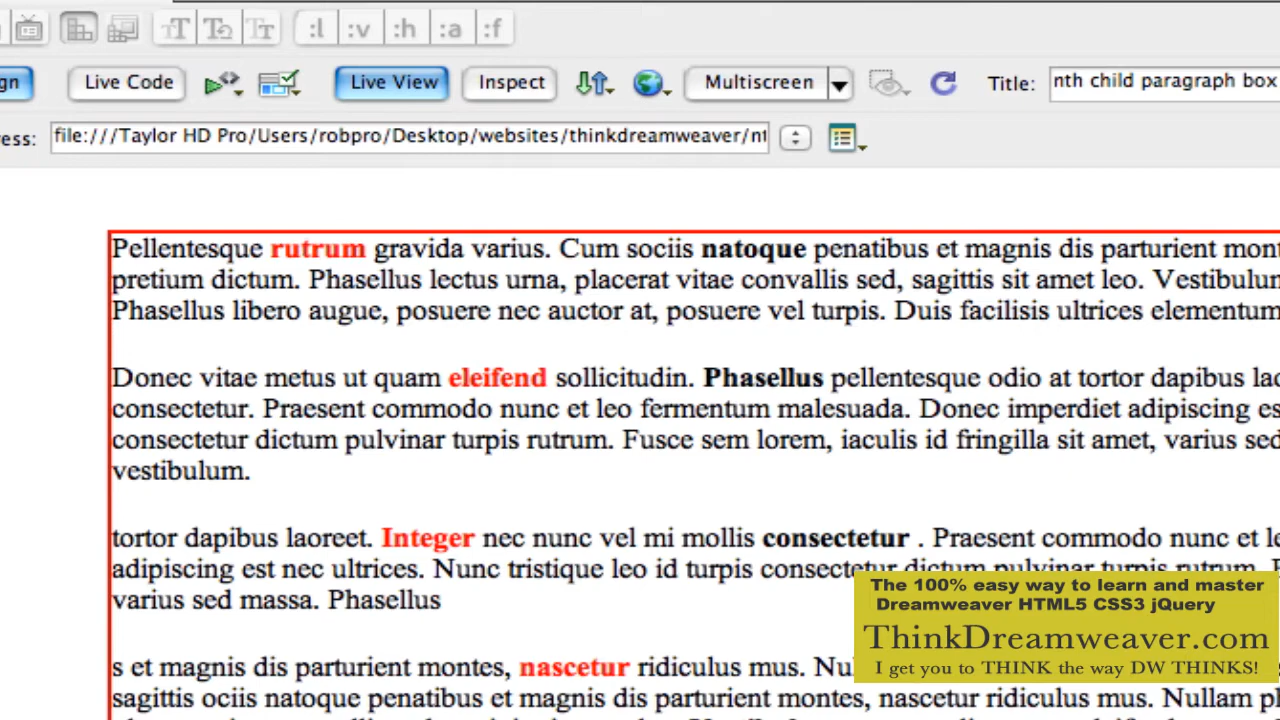 :l :v :h :a :f
gn Live Code Live View Inspect Multiscreen Title: nth child paragraph box
ess: file:///Taylor HD Pro/Users/robpro/Desktop/websites/thinkdreamweaver/nt
Pellentesque rutrum gravida varius. Cum sociis natoque penatibus et magnis dis parturient mont
pretium dictum. Phasellus lectus urna, placerat vitae convallis sed, sagittis sit amet leo. Vestibulum
Phasellus libero augue, posuere nec auctor at, posuere vel turpis. Duis facilisis ultrices elementum
Donec vitae metus ut quam eleifend sollicitudin. Phasellus pellentesque odio at tortor dapibus lao
consectetur. Praesent commodo nunc et leo fermentum malesuada. Donec imperdiet adipiscing es
consectetur dictum pulvinar turpis rutrum. Fusce sem lorem, iaculis id fringilla sit amet, varius sed
vestibulum.
tortor dapibus laoreet. Integer nec nunc vel mi mollis consectetur . Praesent commodo nunc et le
adipiscing est nec ultrices. Nunc tristique leo id turpis consectetur dictum pulvinar turpis rutrum.
varius sed massa. Phasellus
The 100% easy way to learn and master
Dreamweaver HTML5 CSS3 jQuery
ThinkDreamweaver.com
I get you to THINK the way DW THINKS!
s et magnis dis parturient montes, nascetur ridiculus mus.
sagittis ociis natoque penatibus et magnis dis parturient montes, nascetur ridiculus mus. Nullam pl